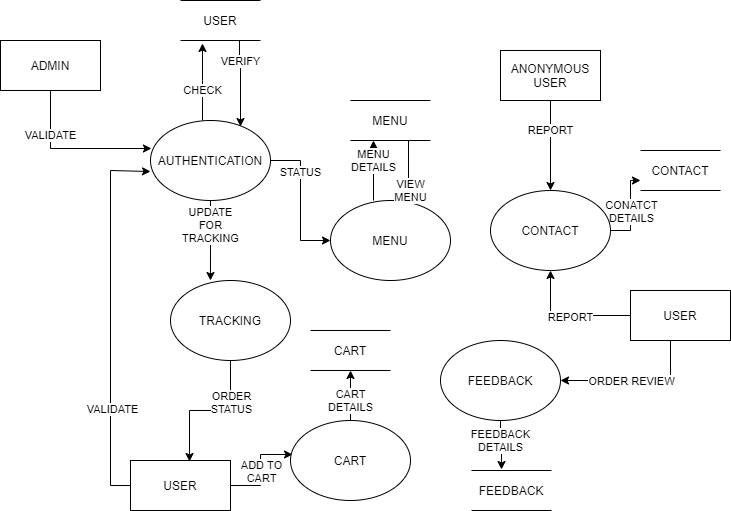 USER
ADMIN
VERIFY
CHECK
ANONYMOUS
USER
MENU
VALIDATE
REPORT
AUTHENTICATION
MENU
DETAILS
STATUS
CONTACT
VIEW
MENU
UPDATE
FOR
TRACKING
CONATCT
DETAILS
MENU
CONTACT
TRACKING
REPORT
USER
CART
FEEDBACK
ORDER REVIEW
ORDER
STATUS
CART
DETAILS
VALIDATE
FEEDBACK
DETAILS
ADD TO
CART
CART
USER
FEEDBACK